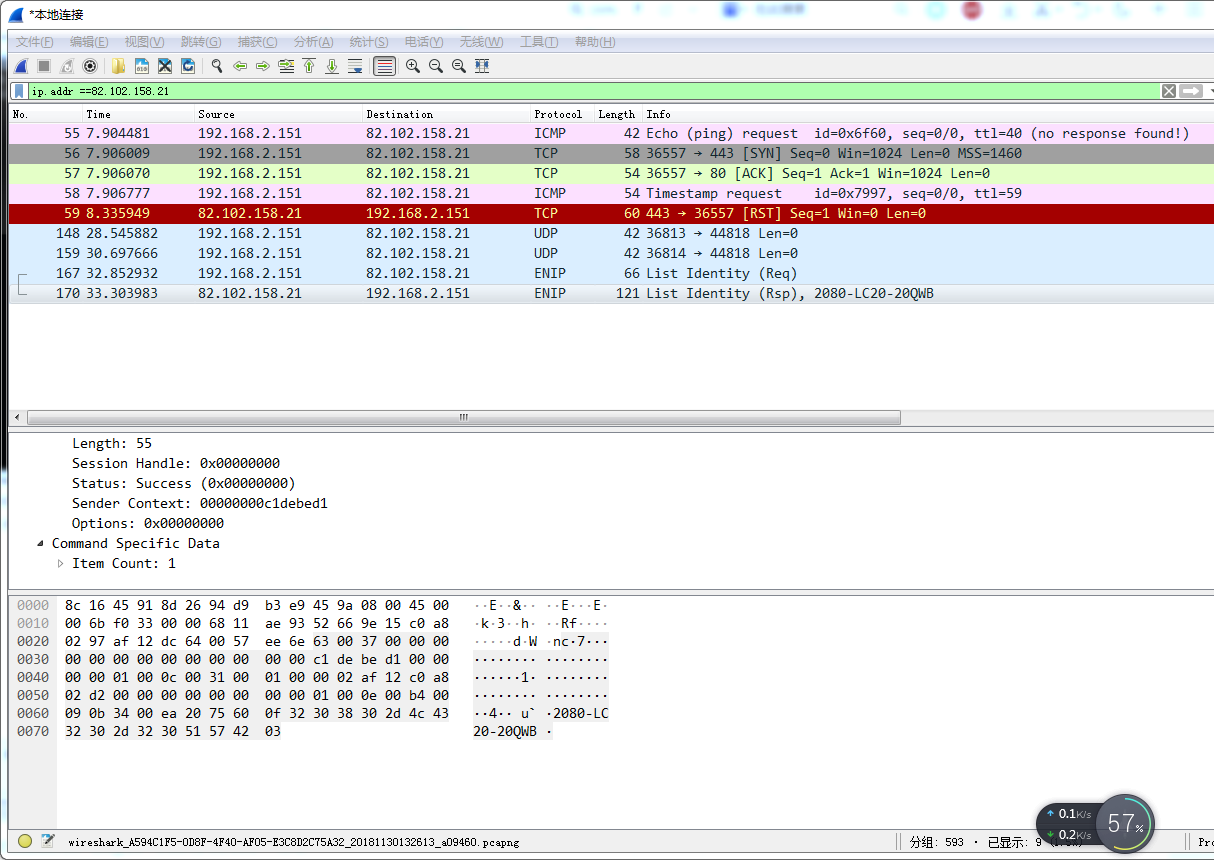 *本地连接
文件(F) 编辑(E) 视图(V) 跳转(G) 捕获(C) 分析(A) 统计(S) 电话(Y) 无线(W) 工具(T) 帮助(H)
ip.addr ==82.102.158.21
No. Time Source Destination Protocol Length Info
55 7.904481 192.168.2.151 82.102.158.21 ICMP 42 Echo (ping) request id=0x6f60, seq=0/0, ttl=40 (no response found!)
56 7.906009 192.168.2.151 82.102.158.21 TCP 58 36557 → 443 [SYN] Seq=0 Win=1024 Len=0 MSS=1460
57 7.906070 192.168.2.151 82.102.158.21 TCP 54 36557 → 80 [ACK] Seq=1 Ack=1 Win=1024 Len=0
58 7.906777 192.168.2.151 82.102.158.21 ICMP 54 Timestamp request id=0x7997, seq=0/0, ttl=59
59 8.335949 82.102.158.21 192.168.2.151 TCP 60 443 → 36557 [RST] Seq=1 Win=0 Len=0
148 28.545882 192.168.2.151 82.102.158.21 UDP 42 36813 → 44818 Len=0
159 30.697666 192.168.2.151 82.102.158.21 UDP 42 36814 → 44818 Len=0
167 32.852932 192.168.2.151 82.102.158.21 ENIP 66 List Identity (Req)
170 33.303983 82.102.158.21 192.168.2.151 ENIP 121 List Identity (Rsp), 2080-LC20-20QWB
Length: 55
Session Handle: 0x00000000
Status: Success (0x00000000)
Sender Context: 00000000c1debed1
Options: 0x00000000
Command Specific Data
Item Count: 1
0000 8c 16 45 91 8d 26 94 d9 b3 e9 45 9a 08 00 45 00 ··E··&·· ··E···E·
0010 00 6b f0 33 00 00 68 11 ae 93 52 66 9e 15 c0 a8 ·k·3··h· ··Rf····
0020 02 97 af 12 dc 64 00 57 ee 6e 63 00 37 00 00 00 ·····d·W ·nc·7···
0030 00 00 00 00 00 00 00 00 00 00 c1 de be d1 00 00 ········ ········
0040 00 00 01 00 0c 00 31 00 01 00 00 02 af 12 c0 a8 ······1· ········
0050 02 d2 00 00 00 00 00 00 00 00 01 00 0e 00 b4 00 ········ ········
0060 09 0b 34 00 ea 20 75 60 0f 32 30 38 30 2d 4c 43 ··4·· u` ·2080-LC
0070 32 30 2d 32 30 51 57 42 03 20-20QWB ·
0.1K/s
57%
0.2K/s
wireshark_A594C1F5-0D8F-4F40-AF05-E3C8D2C75A32_20181130132613_a09460.pcapng 分组: 593 · 已显示: 9